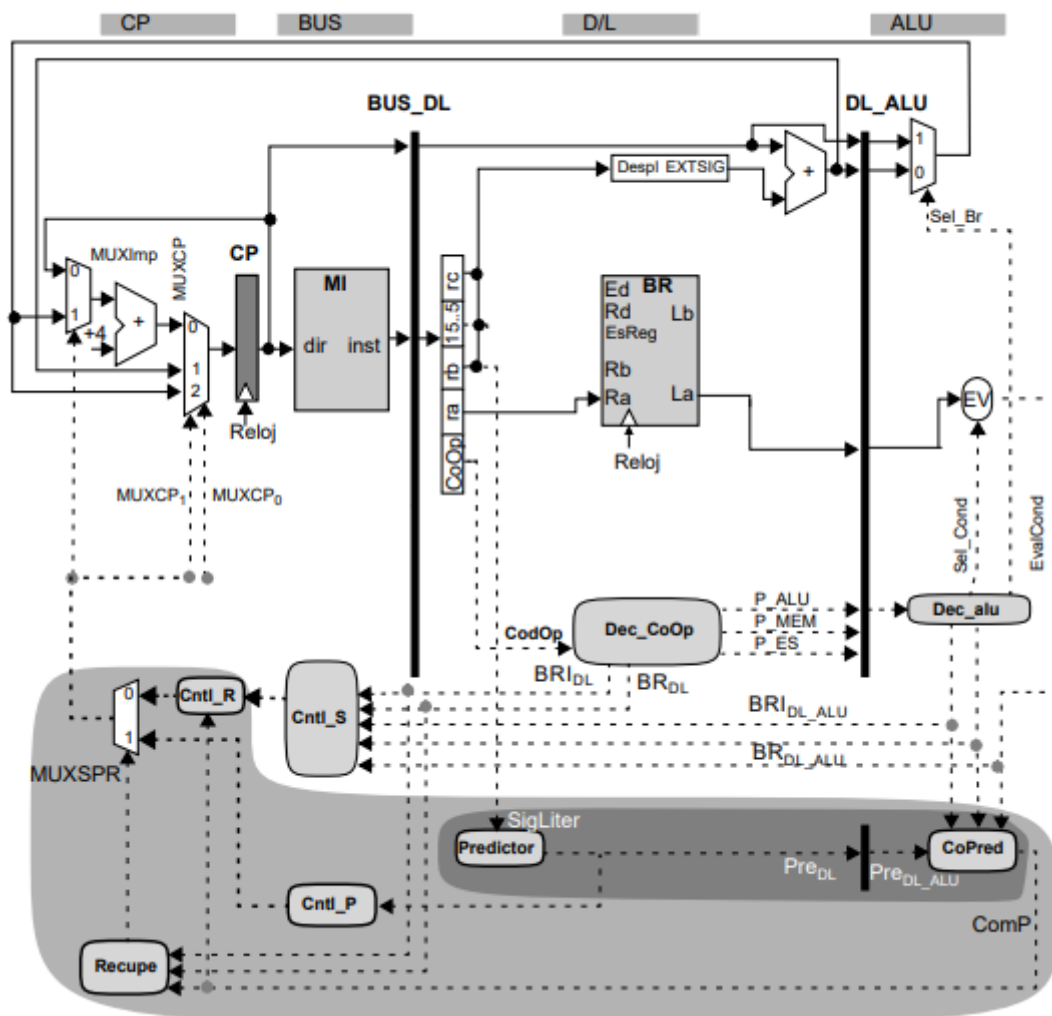 CP BUS D/L ALU
BUS_DL DL_ALU
1
Despl EXTSIG
+
0
Sel_Br
MUXImp
MUXCP
CP
0
1
+4
+
0
1
2
MI
dir inst
rc
15..5
rb
ra
CoOp
Ed BR
Rd Lb
EsReg
Rb
Ra La
EV
Reloj
Reloj
MUXCP1 MUXCP0
Sel_Cond
EvalCond
P_ALU
P_MEM
P_ES
Dec_alu
CodOp
Dec_CoOp
BRIDL
BRDL
0
1
Cntl_R
Cntl_S
BRIDL_ALU
BRDL_ALU
MUXSPR
SigLiter
Predictor
CoPred
PreDL
PreDL_ALU
Cntl_P
ComP
Recupe